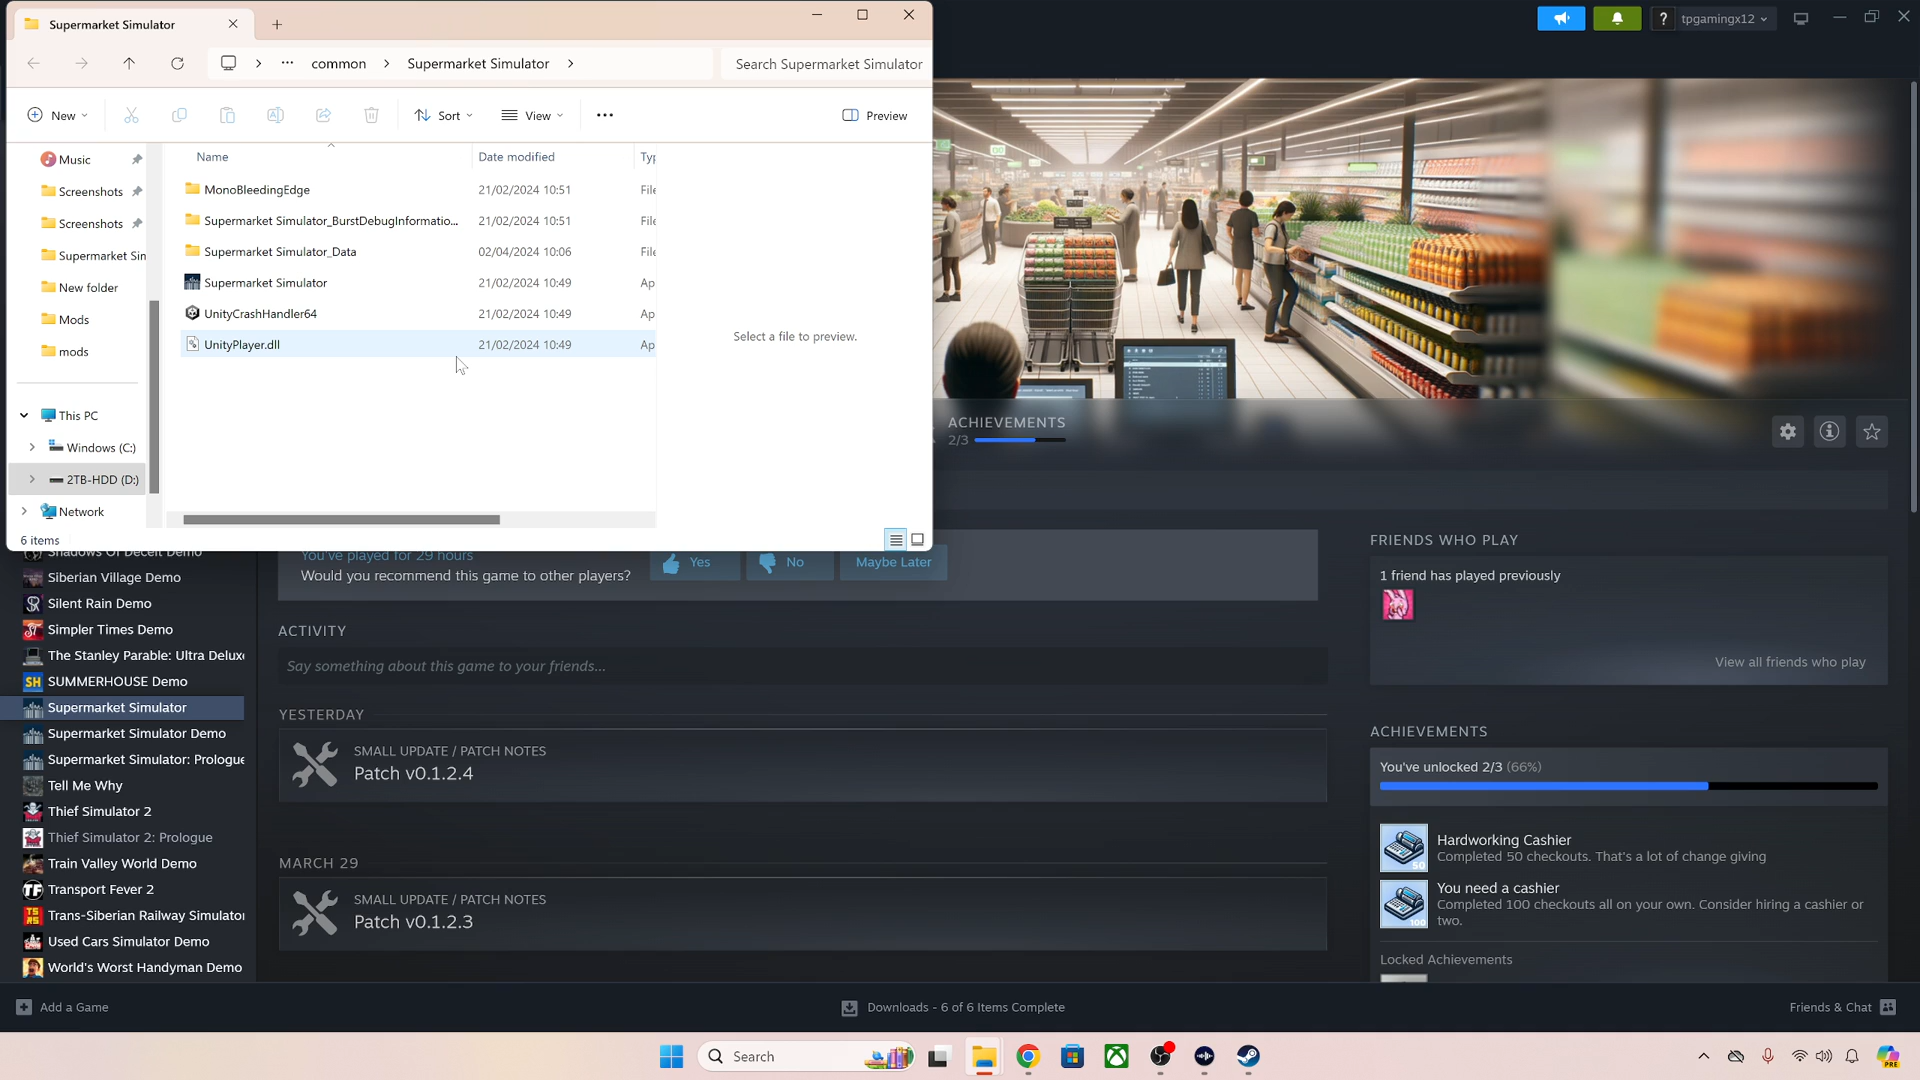 Supermarket Simulator
common
Supermarket Simulator
Search Supermarket Simulator
New
Sort
View
Preview
Music
Screenshots
Screenshots
Supermarket Sin
New folder
Mods
mods
This PC
Windows (C:)
2TB-HDD (D:)
Network
Name
Date modified
Typ
MonoBleedingEdge
21/02/2024 10:51
File
Supermarket Simulator_BurstDebugInformatio...
21/02/2024 10:51
File
Supermarket Simulator_Data
02/04/2024 10:06
File
Supermarket Simulator
21/02/2024 10:49
Ap
UnityCrashHandler64
21/02/2024 10:49
Ap
UnityPlayer.dll
21/02/2024 10:49
Ap
Select a file to preview.
6 items
?
tpgamingx12
ACHIEVEMENTS
2/3
Shadows Of Deceit Demo
Siberian Village Demo
Silent Rain Demo
Simpler Times Demo
The Stanley Parable: Ultra Deluxe
SUMMERHOUSE Demo
Supermarket Simulator
Supermarket Simulator Demo
Supermarket Simulator: Prologue
Tell Me Why
Thief Simulator 2
Thief Simulator 2: Prologue
Train Valley World Demo
Transport Fever 2
Trans-Siberian Railway Simulator
Used Cars Simulator Demo
World's Worst Handyman Demo
You've played for 29 hours
Would you recommend this game to other players?
Yes
No
Maybe Later
ACTIVITY
Say something about this game to your friends...
YESTERDAY
SMALL UPDATE / PATCH NOTES
Patch v0.1.2.4
MARCH 29
SMALL UPDATE / PATCH NOTES
Patch v0.1.2.3
FRIENDS WHO PLAY
1 friend has played previously
View all friends who play
ACHIEVEMENTS
You've unlocked 2/3 (66%)
50
Hardworking Cashier
Completed 50 checkouts. That's a lot of change giving
100
You need a cashier
Completed 100 checkouts all on your own. Consider hiring a cashier or
two.
Locked Achievements
Add a Game
Downloads - 6 of 6 Items Complete
Friends & Chat
Search
PRE